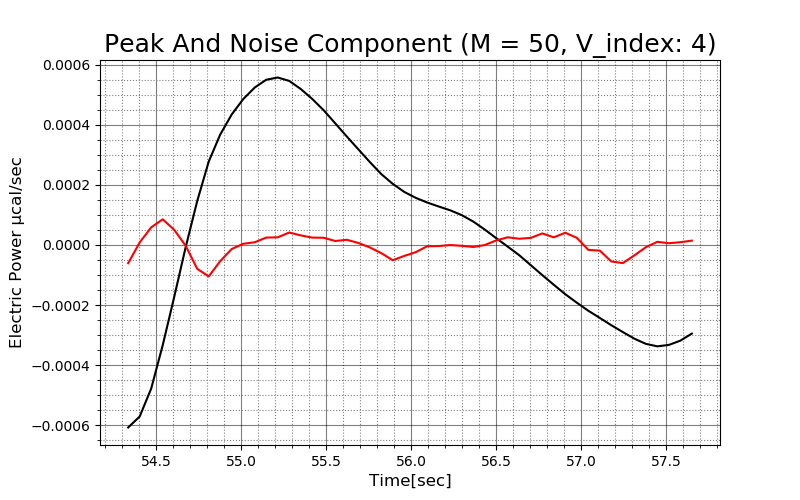 Peak And Noise Component (M = 50, V_index: 4)
0.0006
0.0004
0.0002
0.0000
−0.0002
−0.0004
−0.0006
Electric Power μcal/sec
54.5 55.0 55.5 56.0 56.5 57.0 57.5
Time[sec]